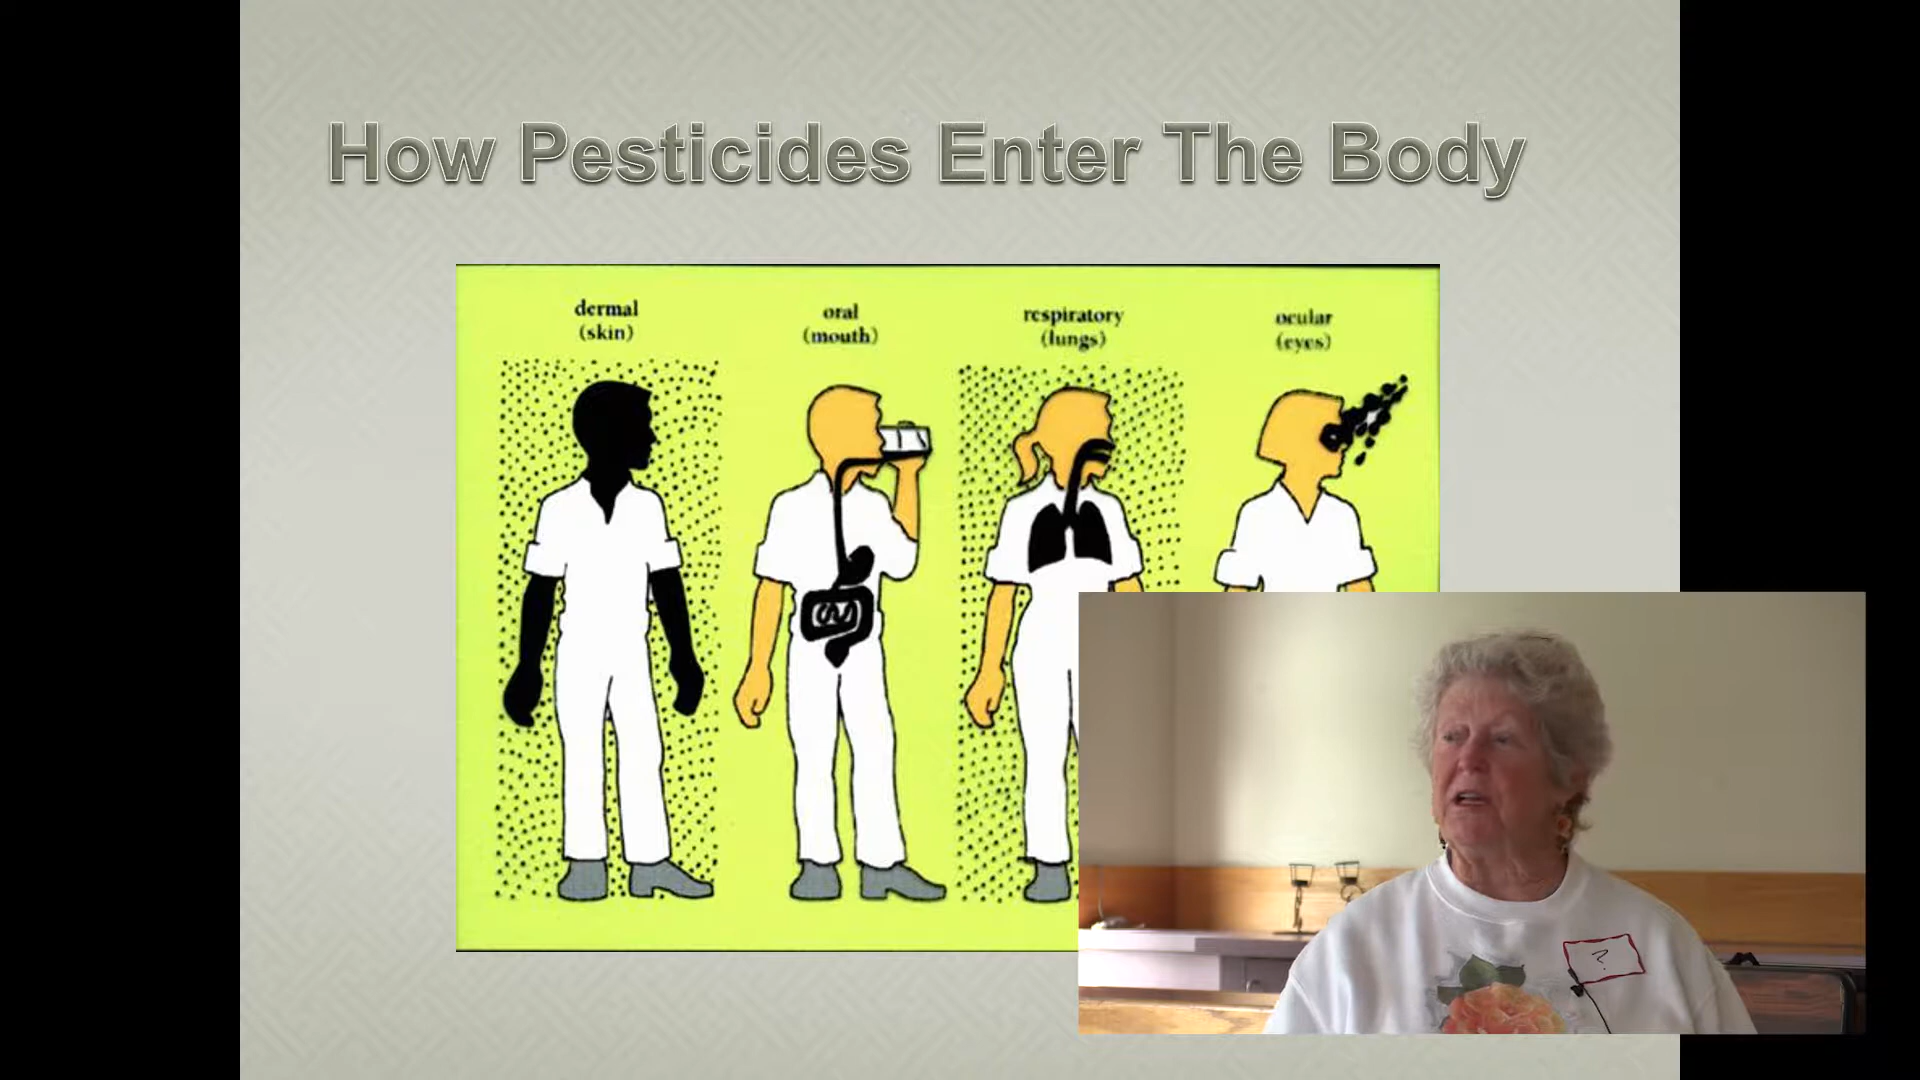 How Pesticides Enter The Body
dermal
(skin)
oral
(mouth)
respiratory
(lungs)
ocular
(eyes)
?